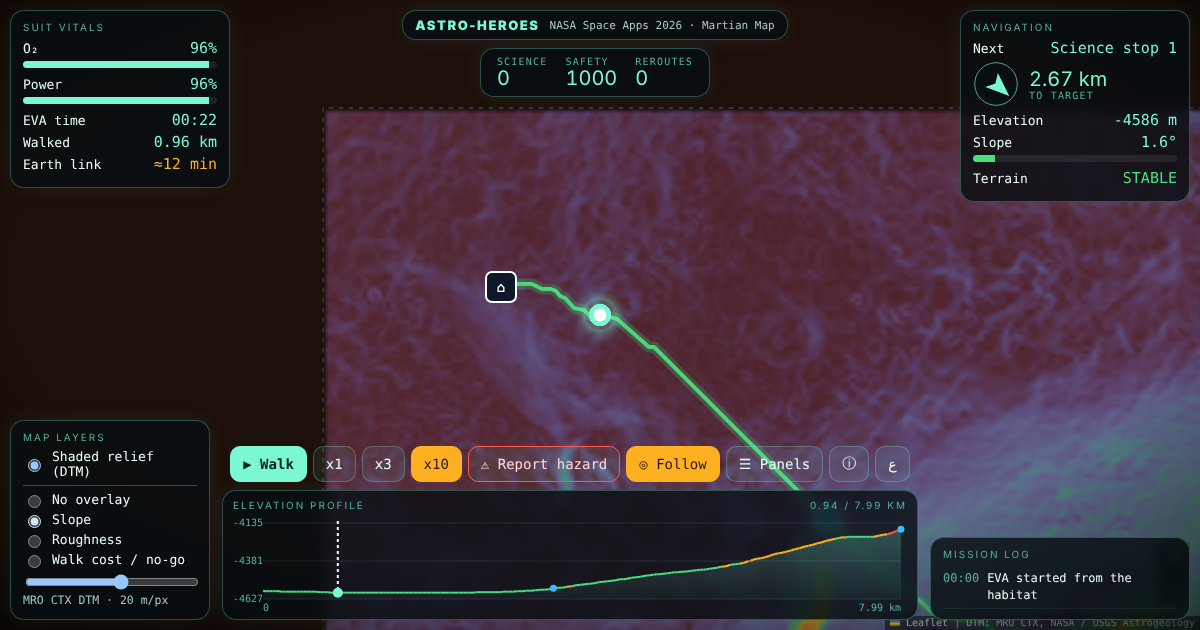 SUIT VITALS
O₂ 96%
Power 96%
EVA time 00:22
Walked 0.96 km
Earth link ≈12 min
ASTRO-HEROES NASA Space Apps 2026 · Martian Map
SCIENCE SAFETY REROUTES
0 1000 0
NAVIGATION
Next Science stop 1
2.67 km
TO TARGET
Elevation -4586 m
Slope 1.6°
Terrain STABLE
⌂
MAP LAYERS
Shaded relief
(DTM)
No overlay
Slope
Roughness
Walk cost / no-go
MRO CTX DTM · 20 m/px
▶ Walk x1 x3 x10 ⚠ Report hazard ◎ Follow ☰ Panels ⓘ ع
ELEVATION PROFILE 0.94 / 7.99 KM
-4135
-4381
-4627
0 7.99 km
MISSION LOG
00:00 EVA started from the
habitat
Leaflet | DTM: MRO CTX, NASA / USGS Astrogeology